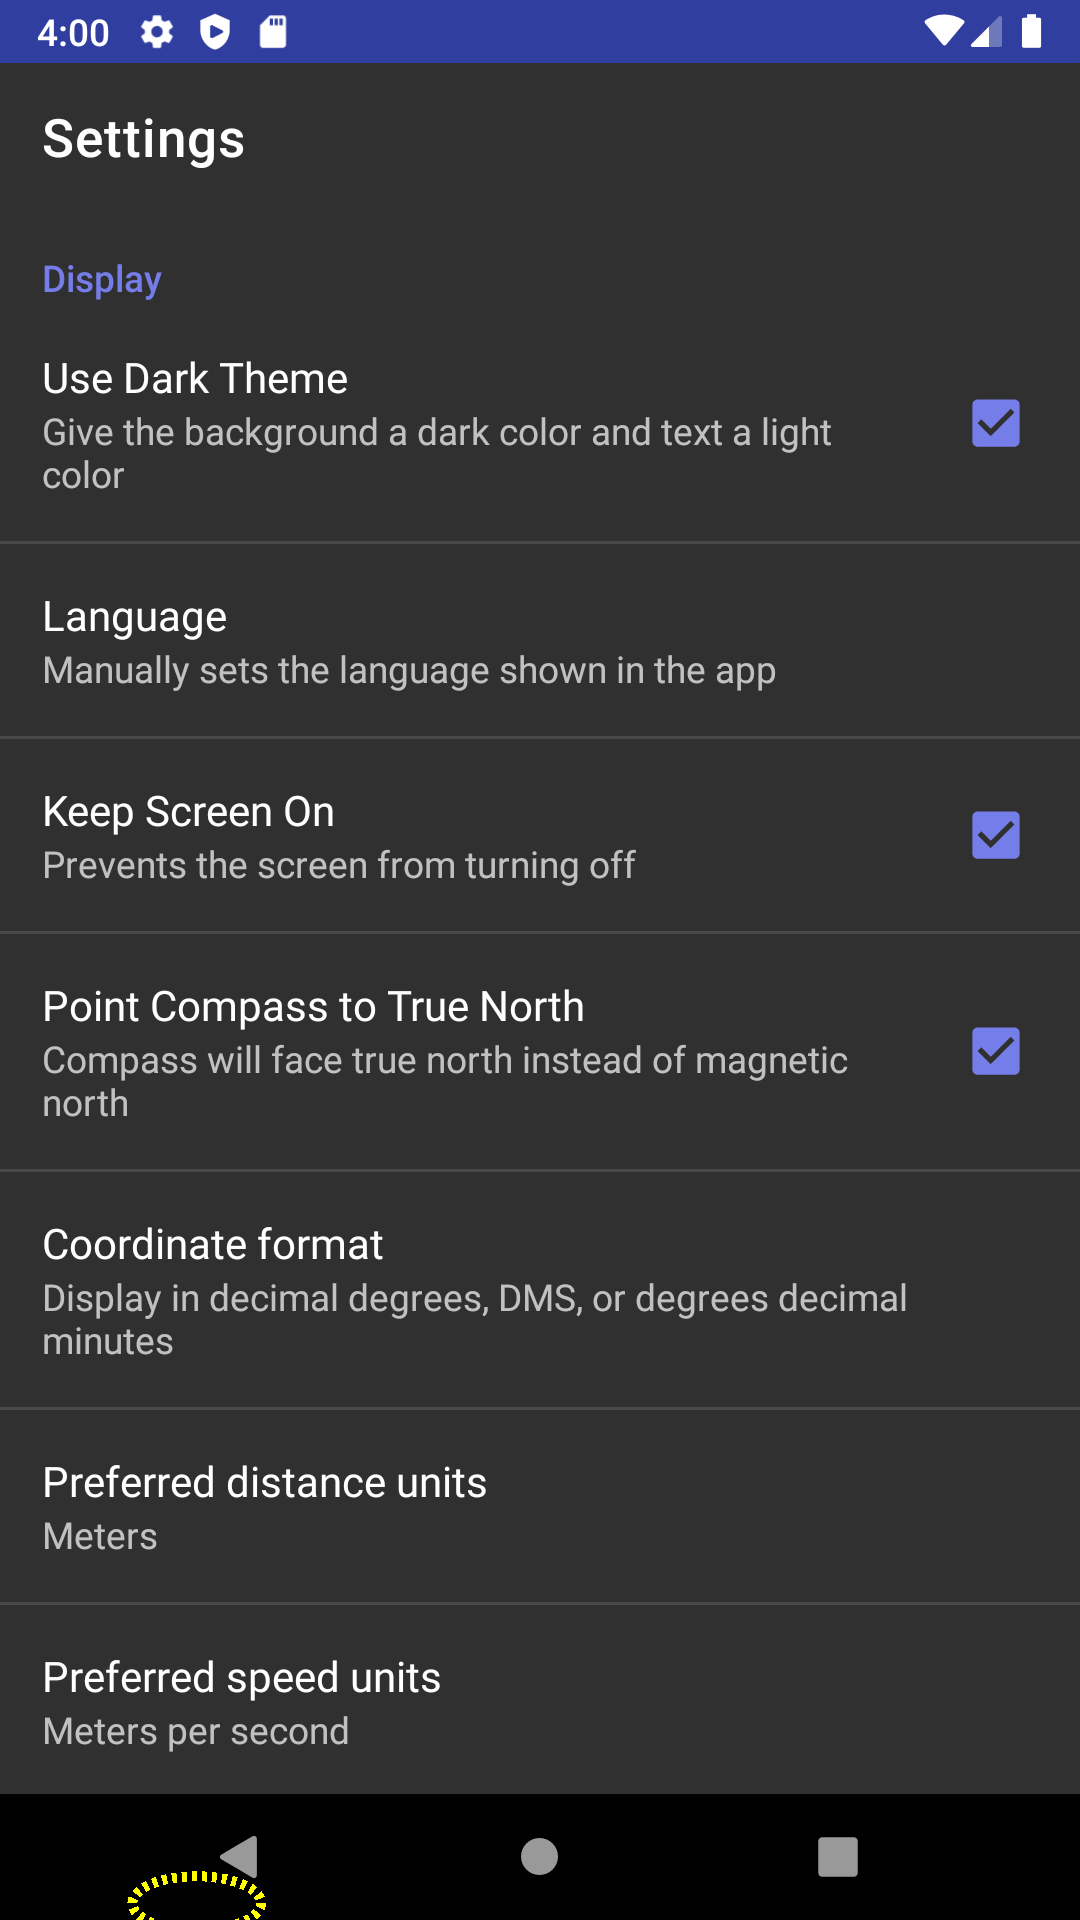 4:00
Settings
Display
Use Dark Theme
Give the background a dark color and text a light
color
Language
Manually sets the language shown in the app
Keep Screen On
Prevents the screen from turning off
Point Compass to True North
Compass will face true north instead of magnetic
north
Coordinate format
Display in decimal degrees, DMS, or degrees decimal
minutes
Preferred distance units
Meters
Preferred speed units
Meters per second